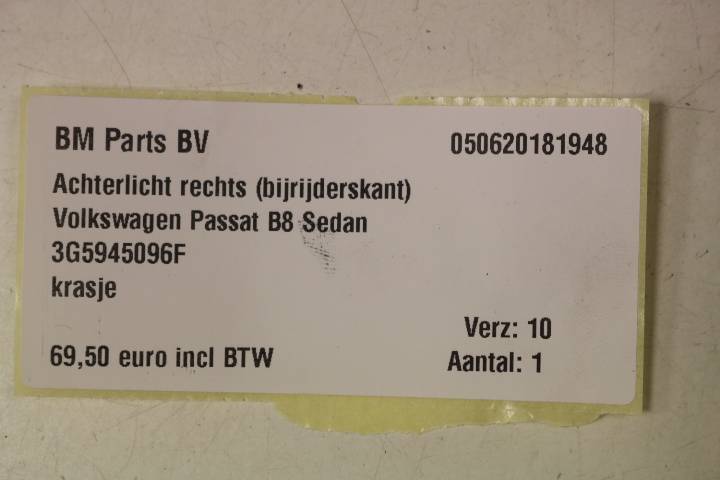 BM Parts BV 050620181948
Achterlicht rechts (bijrijderskant)
Volkswagen Passat B8 Sedan
3G5945096F
krasje
Verz: 10
69,50 euro incl BTW Aantal: 1